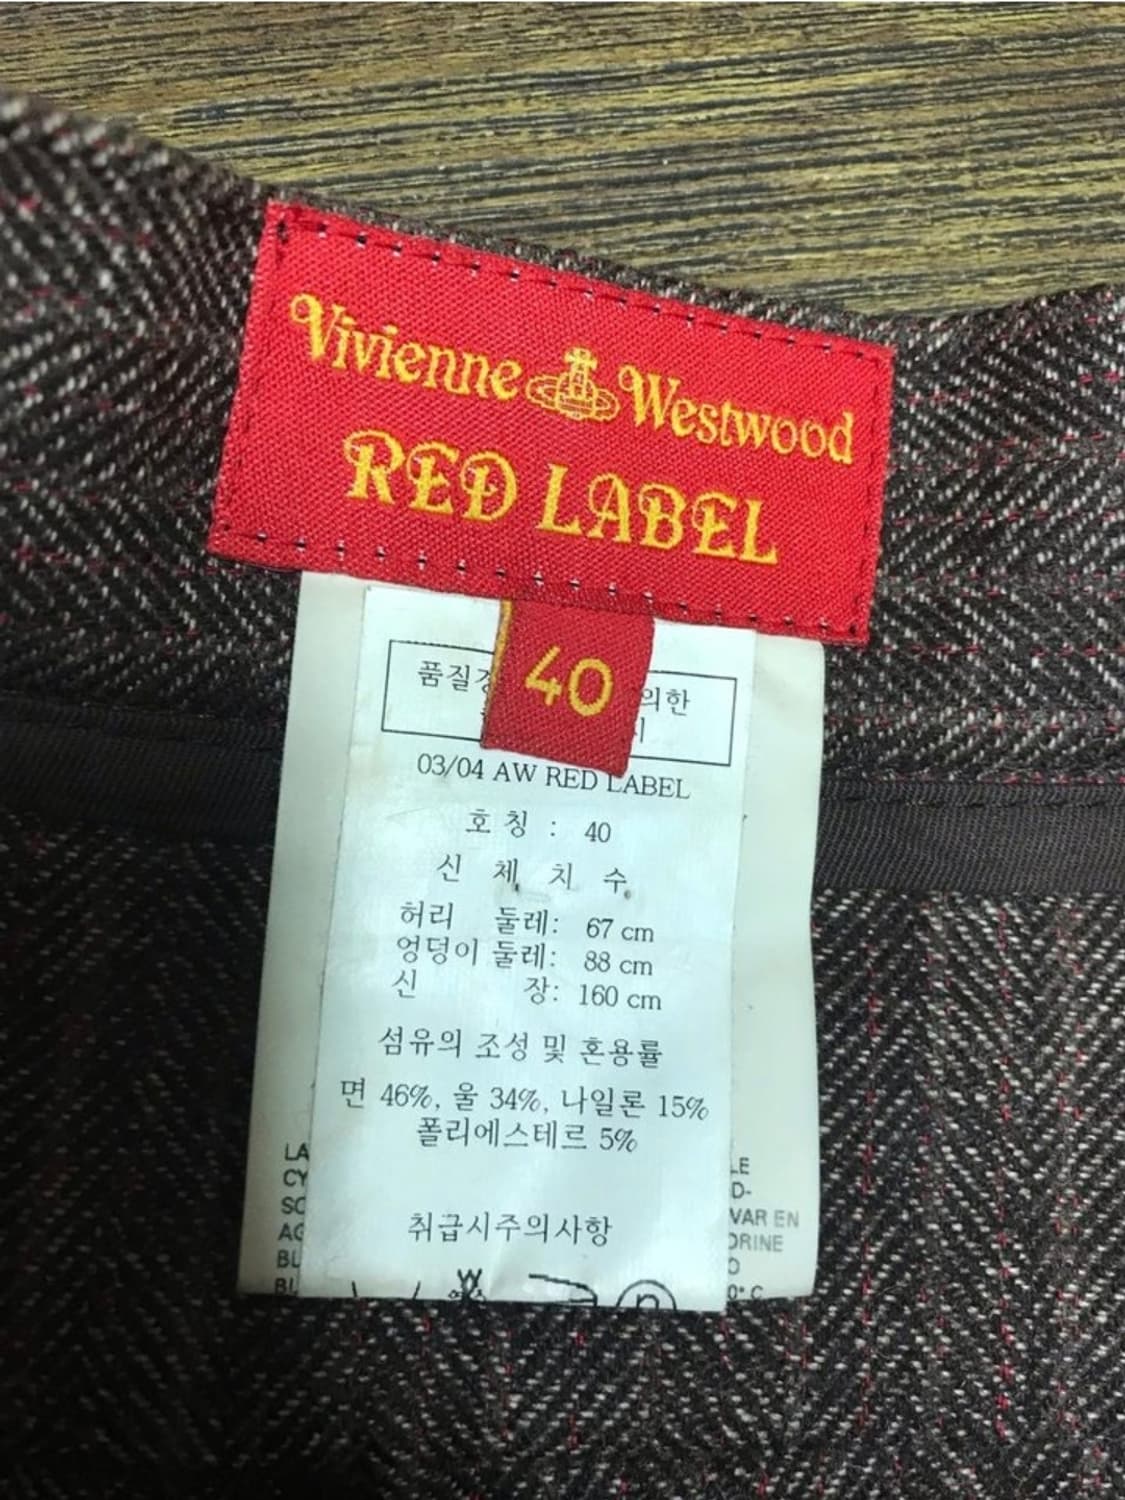 Vivienne Westwood
RED LABEL
40
품질 의한
03/04 AW RED LABEL
호 칭 : 40
신 체 치 수
허리 둘레: 67 cm
엉덩이 둘레: 88 cm
신 장: 160 cm
섬유의 조성 및 혼용률
면 46%, 울 34%, 나일론 15%
폴리에스테르 5%
취급시주의사항
VAR EN